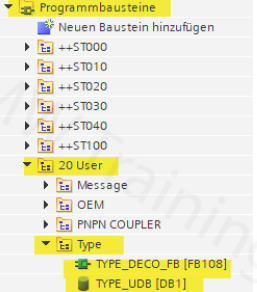 Programmbausteine
Neuen Baustein hinzufügen
++ST000
++ST010
++ST020
++ST030
++ST040
++ST100
20 User
Message
OEM
PNPN COUPLER
Type
TYPE_DECO_FB [FB108]
TYPE_UDB [DB1]